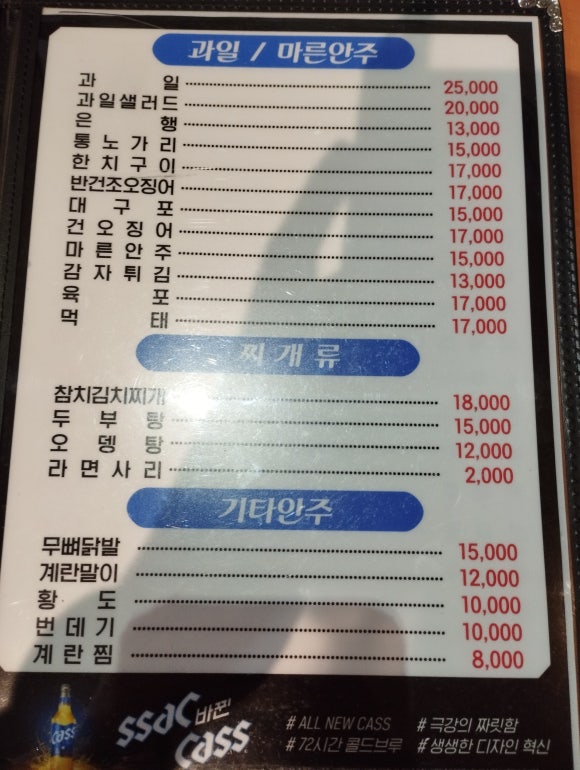 과일 / 마른안주
과일 25,000
과일샐러드 20,000
은행 13,000
통노가리 15,000
한치구이 17,000
반건조오징어 17,000
대구포 15,000
건오징어 17,000
마른안주 15,000
감자튀김 13,000
육포 17,000
먹태 17,000
찌개류
참치김치찌개 18,000
두부탕 15,000
오뎅탕 12,000
라면사리 2,000
기타안주
무뼈닭발 15,000
계란말이 12,000
황도 10,000
번데기 10,000
계란찜 8,000
Cass
ssac 바뀐
cass
# ALL NEW CASS # 극강의 짜릿함
# 72시간 콜드브루 # 생생한 디자인 혁신